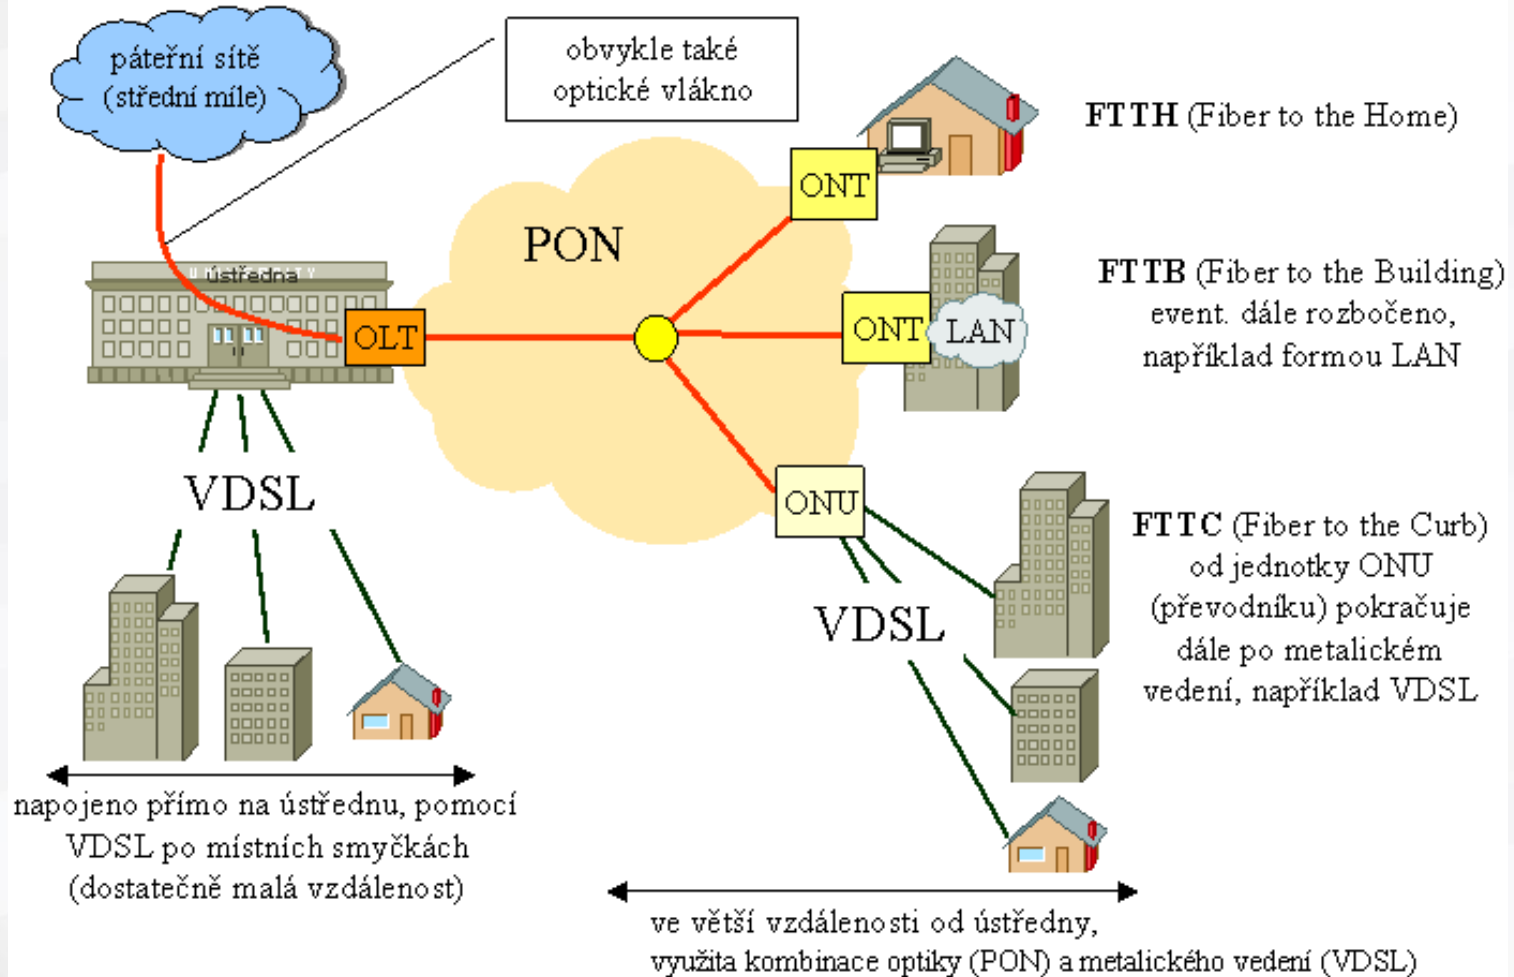 páteřní sítě
(střední míle)
obvykle také
optické vlákno
FTTH (Fiber to the Home)
ONT
PON
UNIVERSITY
ústředna
OLT
ONT
LAN
FTTB (Fiber to the Building)
event. dále rozbočeno,
například formou LAN
VDSL
ONU
VDSL
FTTC (Fiber to the Curb)
od jednotky ONU
(převodníku) pokračuje
dále po metalickém
vedení, například VDSL
napojeno přímo na ústřednu, pomocí
VDSL po místních smyčkách
(dostatečně malá vzdálenost)
ve větší vzdálenosti od ústředny,
využita kombinace optiky (PON) a metalického vedení (VDSL)